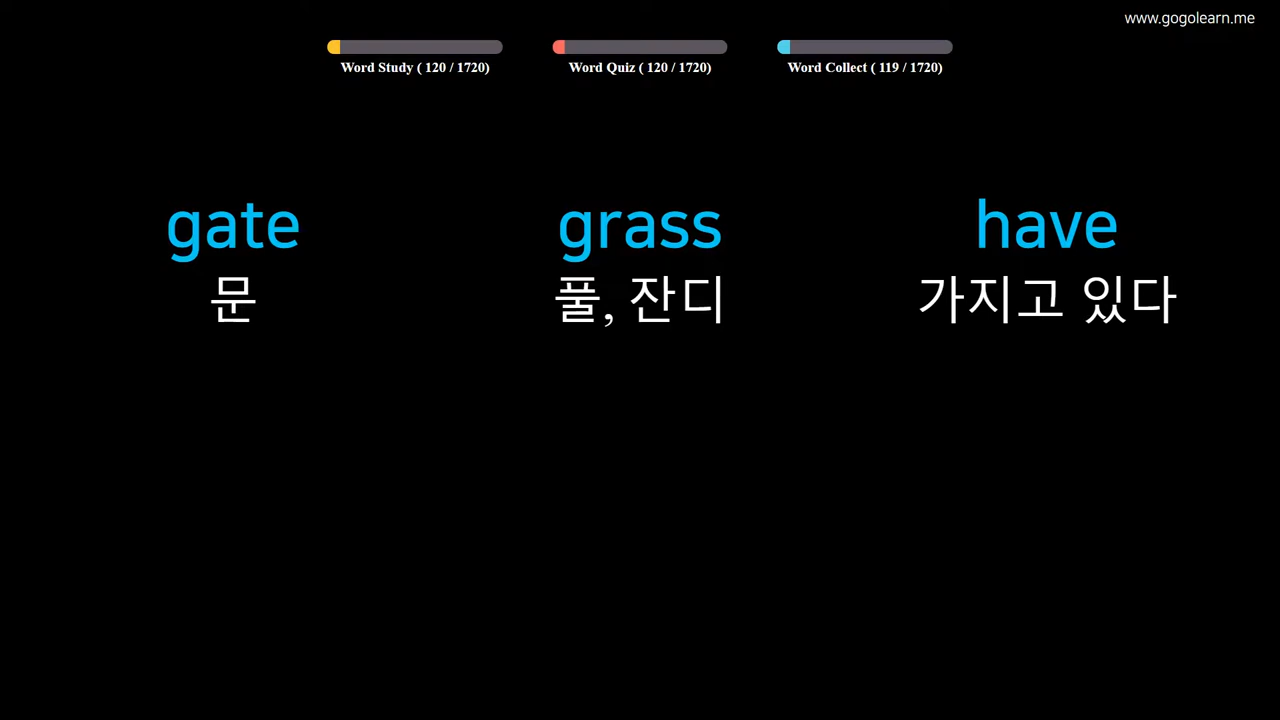 www.gogolearn.me
Word Study ( 120 / 1720)
Word Quiz ( 120 / 1720)
Word Collect ( 119 / 1720)
gate
grass
have
문
풀, 잔디
가지고 있다